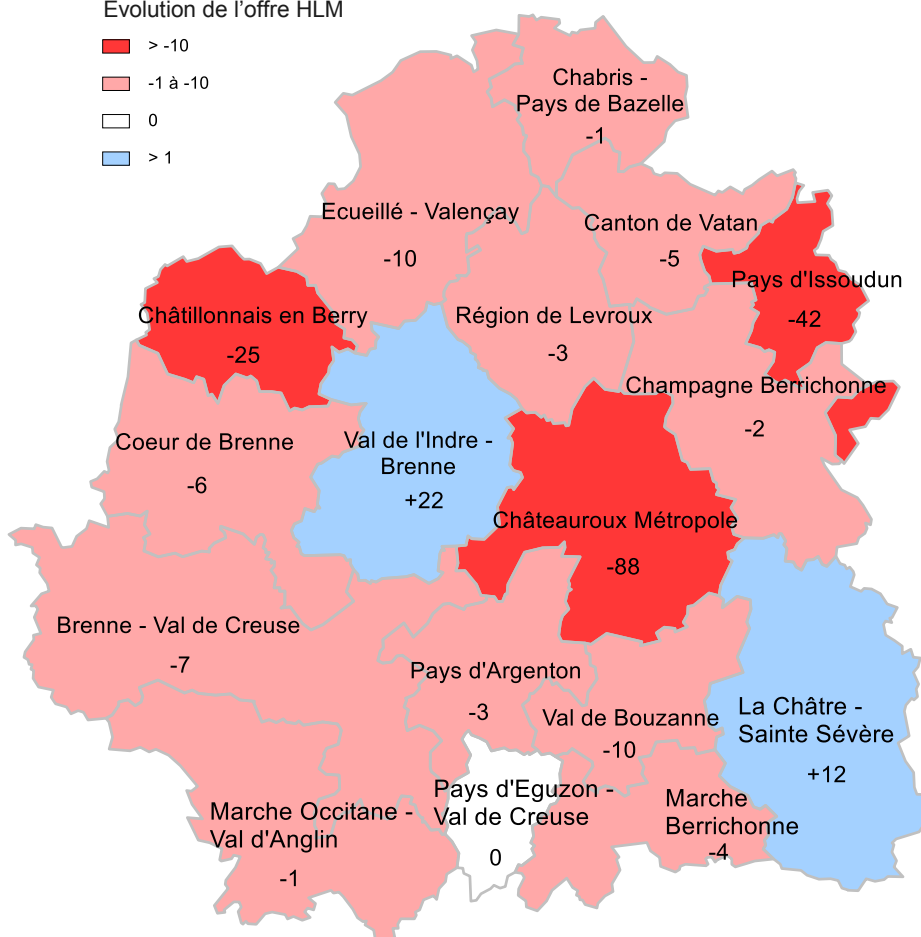 Evolution de l'offre HLM
> -10
-1 à -10
0
> 1
Chabris -
Pays de Bazelle
-1
Ecueillé - Valençay
-10
Canton de Vatan
-5
Pays d'Issoudun
-42
Châtillonnais en Berry
-25
Région de Levroux
-3
Champagne Berrichonne
-2
Coeur de Brenne
-6
Val de l'Indre -
Brenne
+22
Châteauroux Métropole
-88
Brenne - Val de Creuse
-7
Pays d'Argenton
-3
Val de Bouzanne
-10
La Châtre -
Sainte Sévère
+12
Pays d'Eguzon -
Val de Creuse
0
Marche
Berrichonne
-4
Marche Occitane -
Val d'Anglin
-1